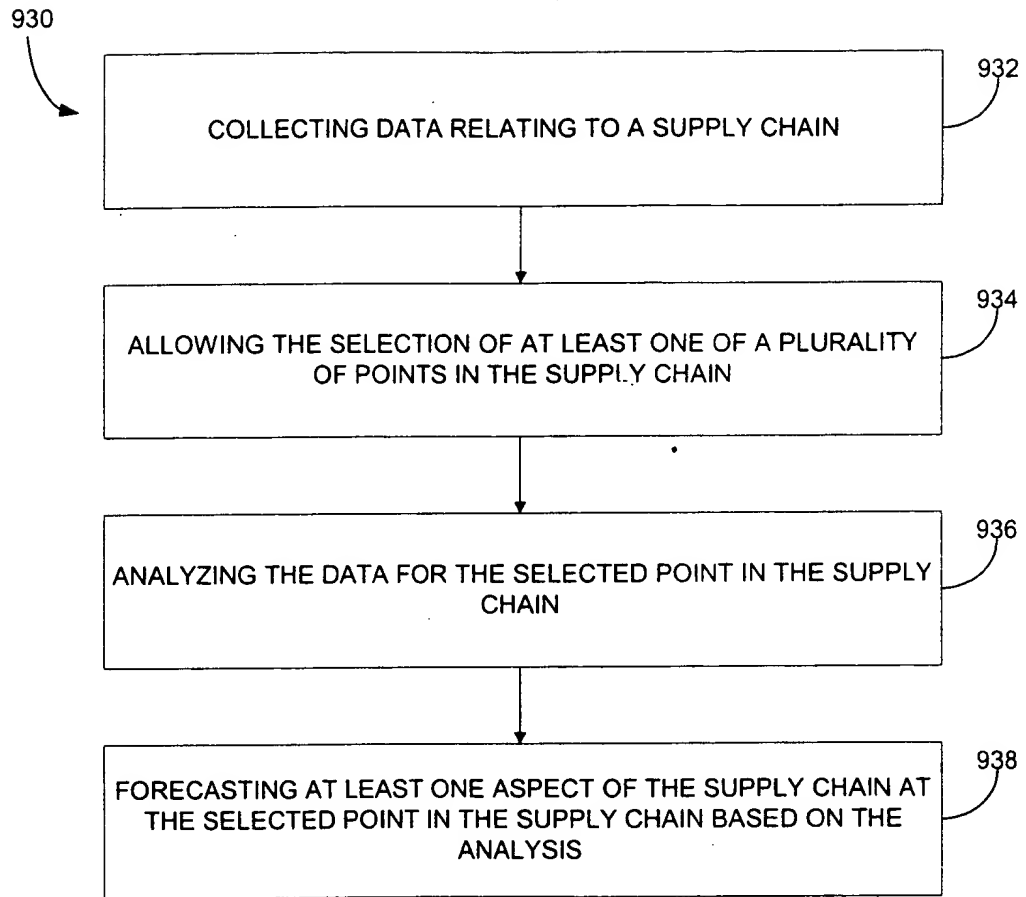 930
932
COLLECTING DATA RELATING TO A SUPPLY CHAIN
934
ALLOWING THE SELECTION OF AT LEAST ONE OF A PLURALITY
OF POINTS IN THE SUPPLY CHAIN
936
ANALYZING THE DATA FOR THE SELECTED POINT IN THE SUPPLY
CHAIN
938
FORECASTING AT LEAST ONE ASPECT OF THE SUPPLY CHAIN AT
THE SELECTED POINT IN THE SUPPLY CHAIN BASED ON THE
ANALYSIS